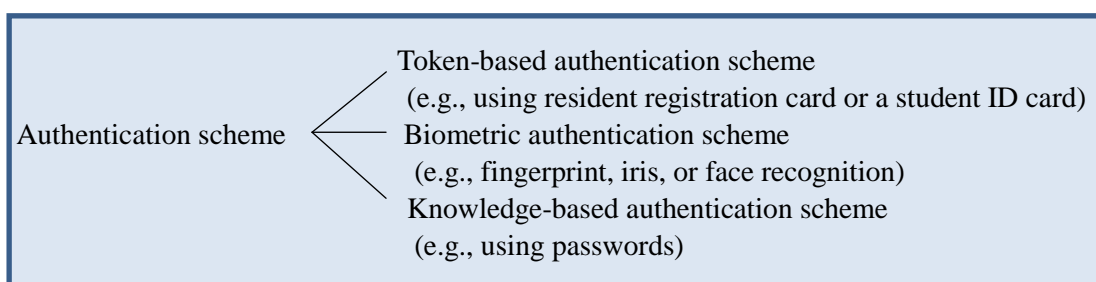 Token-based authentication scheme
(e.g., using resident registration card or a student ID card)
Authentication scheme
Biometric authentication scheme
(e.g., fingerprint, iris, or face recognition)
Knowledge-based authentication scheme
(e.g., using passwords)